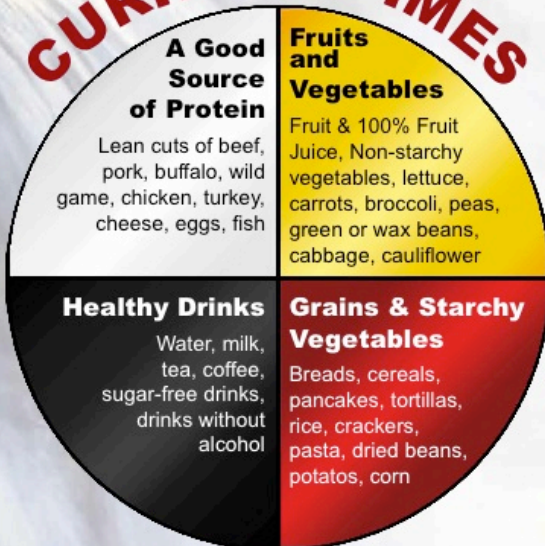 A Good
Source
of Protein
Lean cuts of beef,
pork, buffalo, wild
game, chicken, turkey,
cheese, eggs, fish
Fruits
and
Vegetables
Fruit & 100% Fruit
Juice, Non-starchy
vegetables, lettuce,
carrots, broccoli, peas,
green or wax beans,
cabbage, cauliflower
Healthy Drinks
Water, milk,
tea, coffee,
sugar-free drinks,
drinks without
alcohol
Grains & Starchy
Vegetables
Breads, cereals,
pancakes, tortillas,
rice, crackers,
pasta, dried beans,
potatos, corn